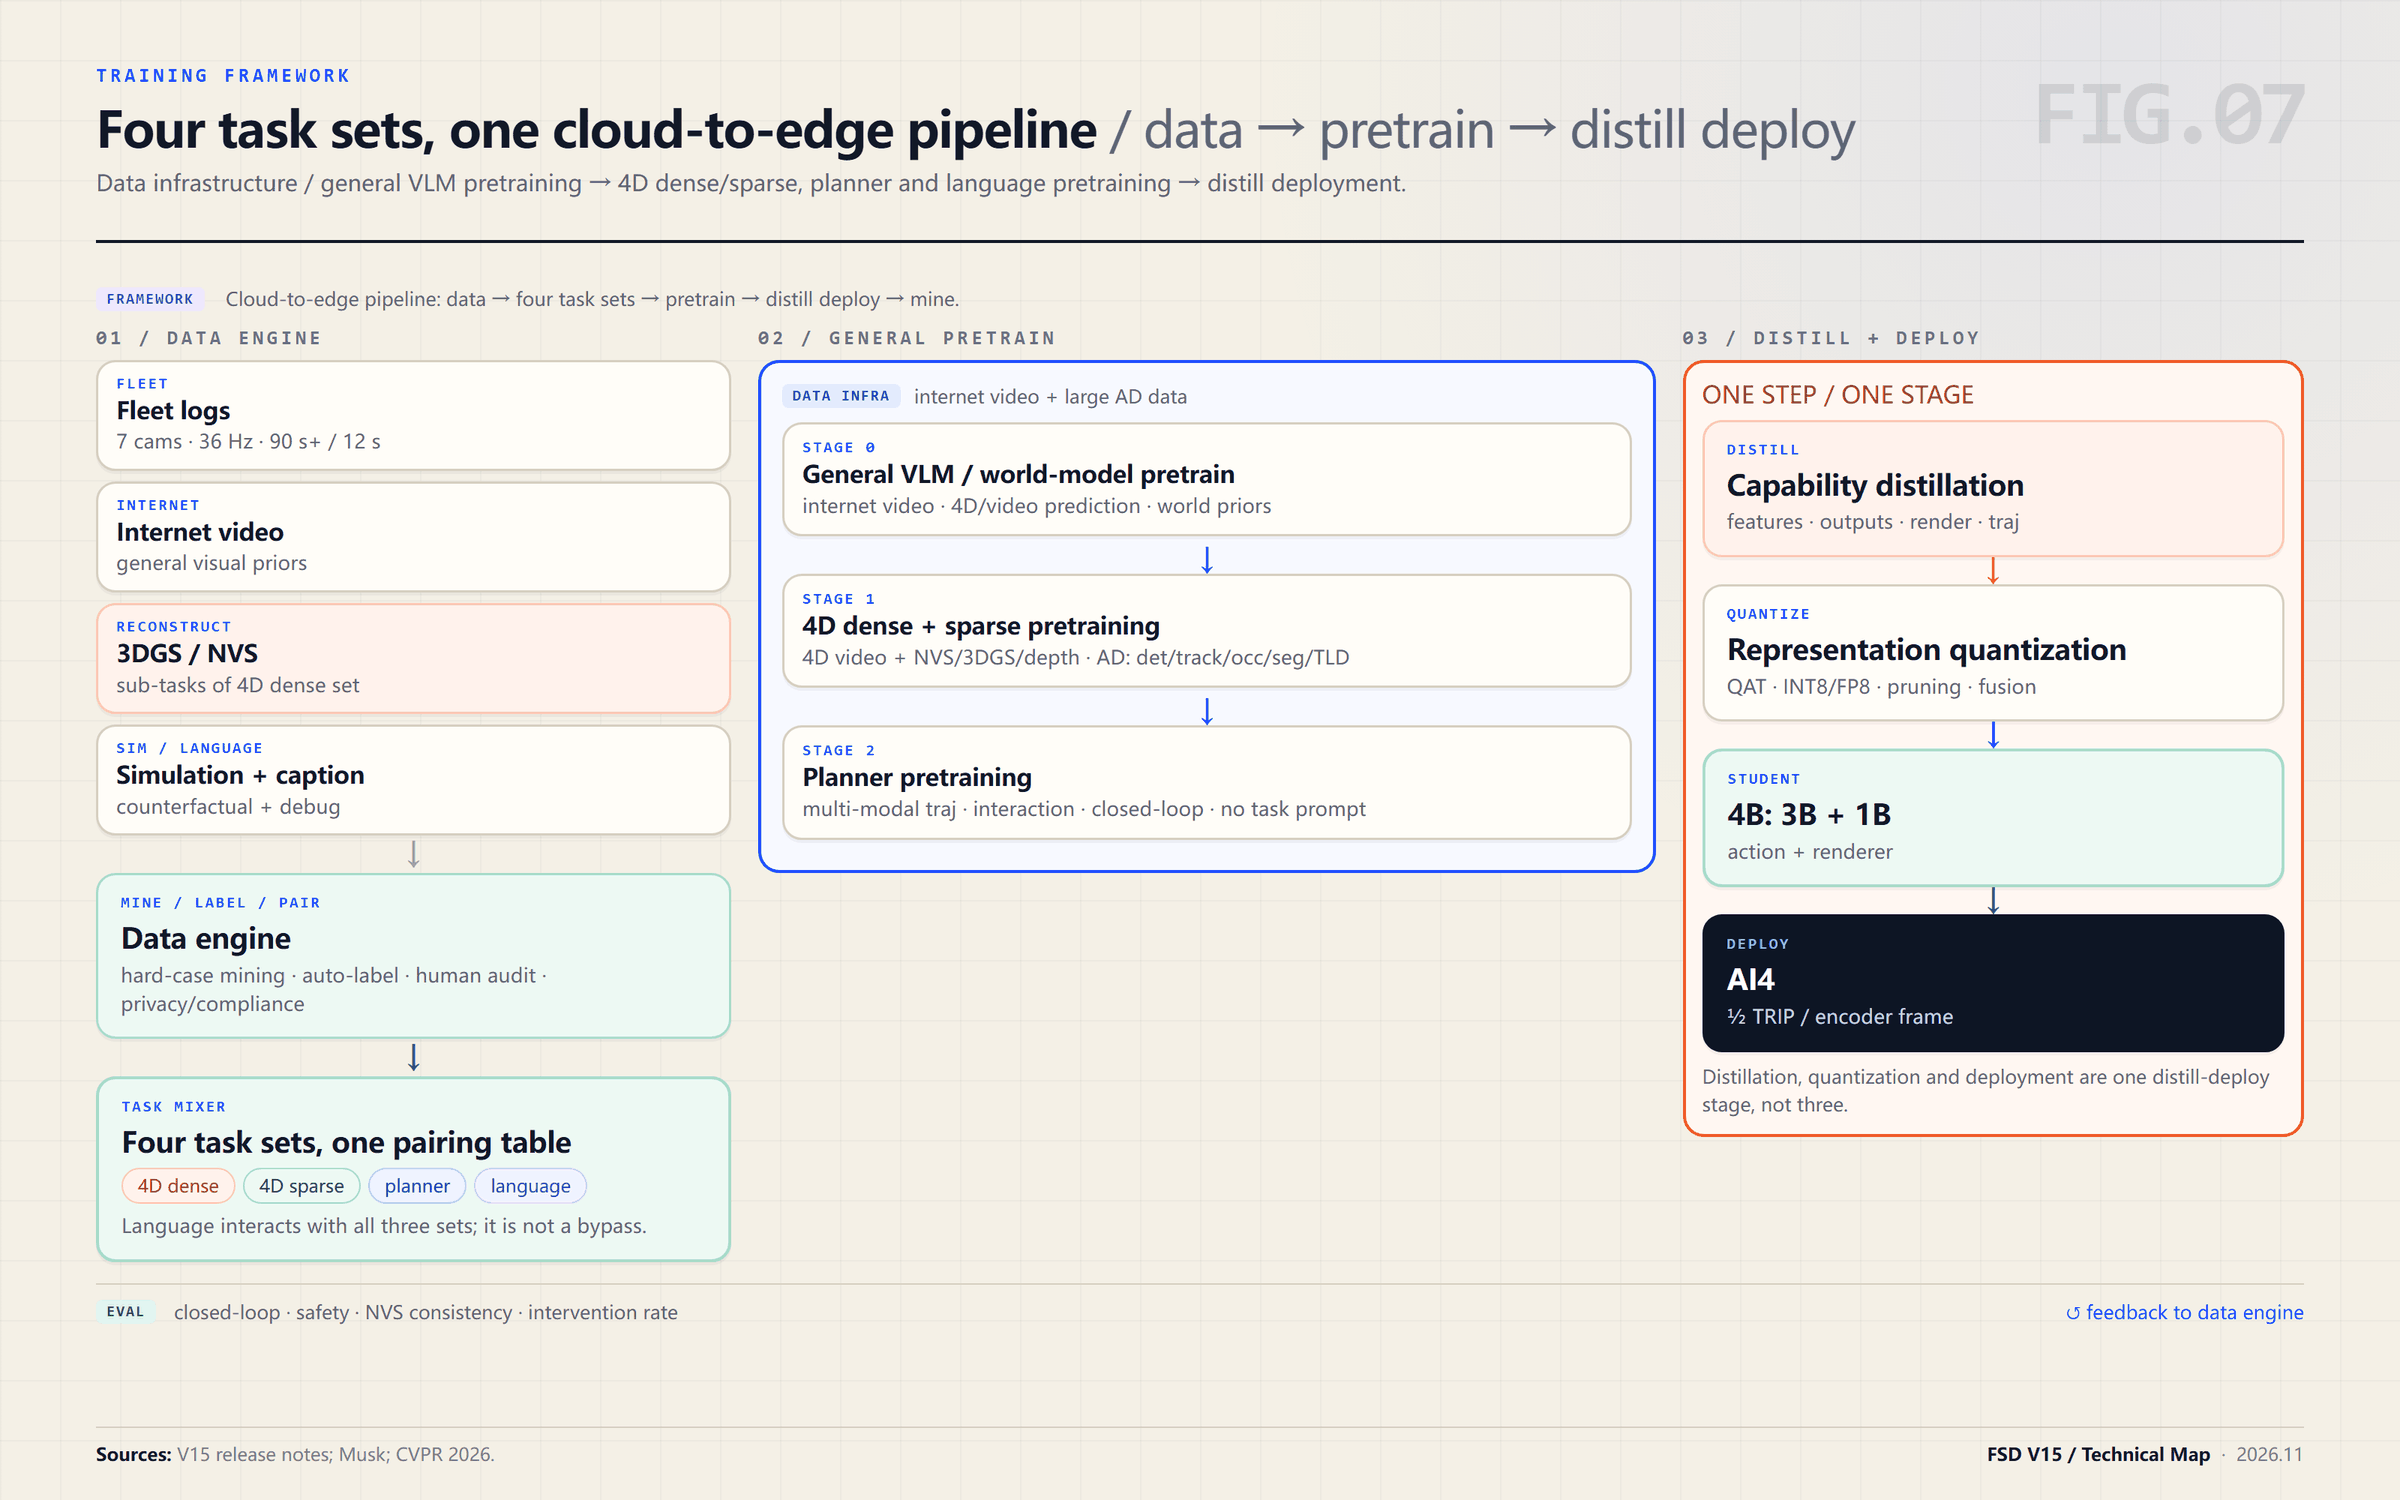 TRAINING FRAMEWORK
FIG.07
Four task sets, one cloud-to-edge pipeline / data → pretrain → distill deploy
Data infrastructure / general VLM pretraining → 4D dense/sparse, planner and language pretraining → distill deployment.
FRAMEWORK Cloud-to-edge pipeline: data → four task sets → pretrain → distill deploy → mine.
01 / DATA ENGINE
FLEET
Fleet logs
7 cams · 36 Hz · 90 s+ / 12 s
INTERNET
Internet video
general visual priors
RECONSTRUCT
3DGS / NVS
sub-tasks of 4D dense set
SIM / LANGUAGE
Simulation + caption
counterfactual + debug
↓
MINE / LABEL / PAIR
Data engine
hard-case mining · auto-label · human audit ·
privacy/compliance
↓
TASK MIXER
Four task sets, one pairing table
4D dense 4D sparse planner language
Language interacts with all three sets; it is not a bypass.
02 / GENERAL PRETRAIN
DATA INFRA internet video + large AD data
STAGE 0
General VLM / world-model pretrain
internet video · 4D/video prediction · world priors
↓
STAGE 1
4D dense + sparse pretraining
4D video + NVS/3DGS/depth · AD: det/track/occ/seg/TLD
↓
STAGE 2
Planner pretraining
multi-modal traj · interaction · closed-loop · no task prompt
03 / DISTILL + DEPLOY
ONE STEP / ONE STAGE
DISTILL
Capability distillation
features · outputs · render · traj
↓
QUANTIZE
Representation quantization
QAT · INT8/FP8 · pruning · fusion
↓
STUDENT
4B: 3B + 1B
action + renderer
↓
DEPLOY
AI4
½ TRIP / encoder frame
Distillation, quantization and deployment are one distill-deploy
stage, not three.
EVAL closed-loop · safety · NVS consistency · intervention rate
↺ feedback to data engine
Sources: V15 release notes; Musk; CVPR 2026.
FSD V15 / Technical Map · 2026.11